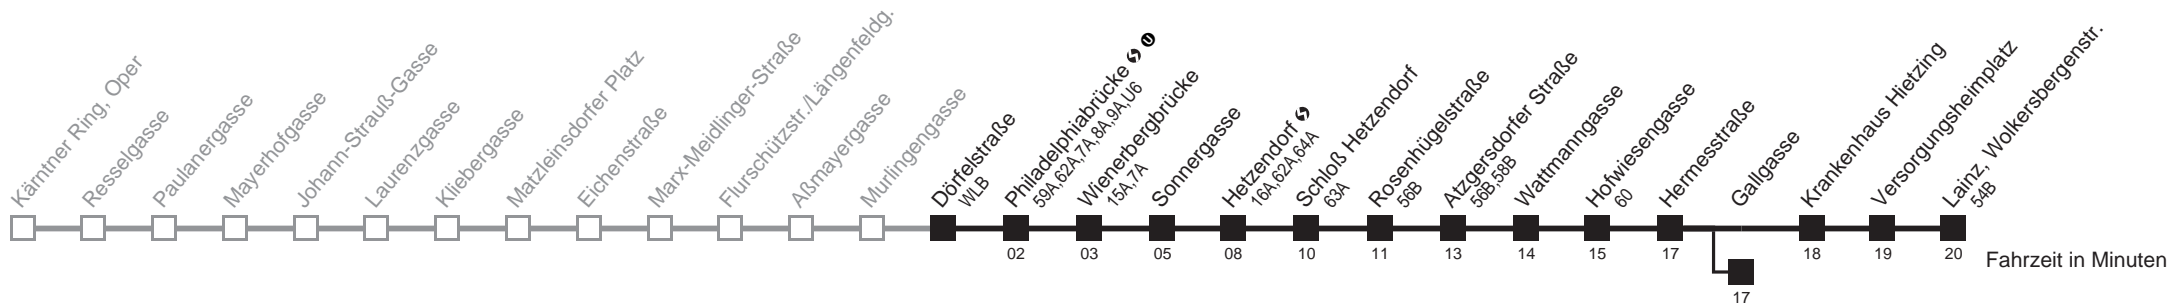 Kärntner Ring, Oper
Resselgasse
Paulanergasse
Mayerhofgasse
Johann-Strauß-Gasse
Laurenzgasse
Kliebergasse
Matzleinsdorfer Platz
Eichenstraße
Marx-Meidlinger-Straße
Flurschützstr./Längenfeldg.
Aßmayergasse
Murlingengasse
Dörfelstraße
WLB
Philadelphiabrücke U
59A,62A,7A,8A,9A,U6
Wienerbergbrücke
15A,7A
Sonnergasse
Hetzendorf
16A,62A,64A
Schloß Hetzendorf
63A
Rosenhügelstraße
56B
Atzgersdorfer Straße
56B,58B
Wattmanngasse
Hofwiesengasse
60
Hermesstraße
Gallgasse
Krankenhaus Hietzing
Versorgungsheimplatz
Lainz, Wolkersbergenstr.
54B
02 03 05 08 10 11 13 14 15 17 18 19 20
Fahrzeit in Minuten
17